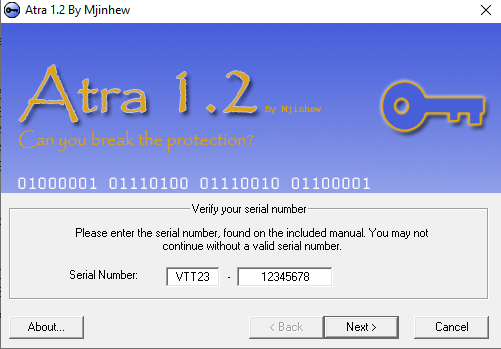 Atra 1.2 By Mjinhew
Atra 1.2 By Mjinhew
Can you break the protection?
01000001 01110100 01110010 01100001
Verify your serial number
Please enter the serial number, found on the included manual. You may not
continue without a valid serial number.
Serial Number: VTT23 - 12345678
About... < Back Next > Cancel